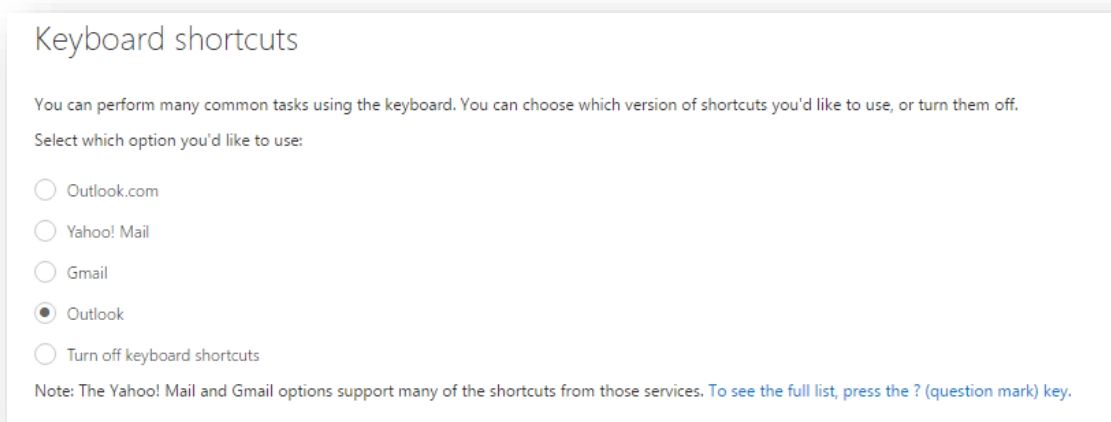 Keyboard shortcuts
You can perform many common tasks using the keyboard. You can choose which version of shortcuts you'd like to use, or turn them off.
Select which option you'd like to use:
Outlook.com
Yahoo! Mail
Gmail
Outlook
Turn off keyboard shortcuts
Note: The Yahoo! Mail and Gmail options support many of the shortcuts from those services. To see the full list, press the ? (question mark) key.